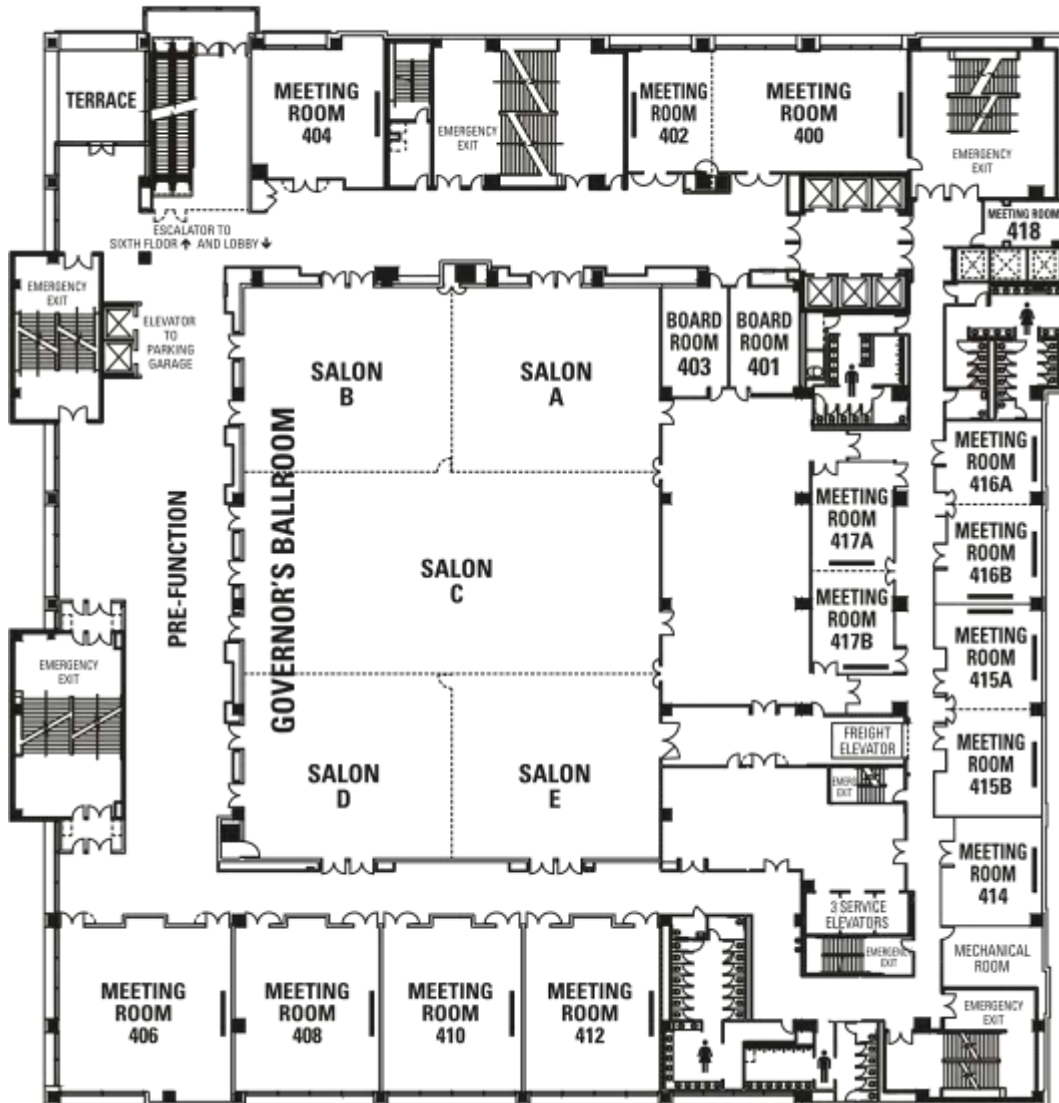 TERRACE
MEETING
ROOM
404
EMERGENCY
EXIT
MEETING
ROOM
402
MEETING
ROOM
400
EMERGENCY
EXIT
ESCALATOR TO
SIXTH FLOOR ↑ AND LOBBY ↓
MEETING ROOM
418
EMERGENCY
EXIT
ELEVATOR
TO
PARKING
GARAGE
SALON
B
SALON
A
BOARD
ROOM
403
BOARD
ROOM
401
PRE-FUNCTION
GOVERNOR'S BALLROOM
SALON
C
MEETING
ROOM
417A
MEETING
ROOM
417B
MEETING
ROOM
416A
MEETING
ROOM
416B
MEETING
ROOM
415A
MEETING
ROOM
415B
EMERGENCY
EXIT
SALON
D
SALON
E
FREIGHT
ELEVATOR
EXIT
MEETING
ROOM
414
3 SERVICE
ELEVATORS
EMERGENCY
EXIT
MECHANICAL
ROOM
EMERGENCY
EXIT
MEETING
ROOM
406
MEETING
ROOM
408
MEETING
ROOM
410
MEETING
ROOM
412